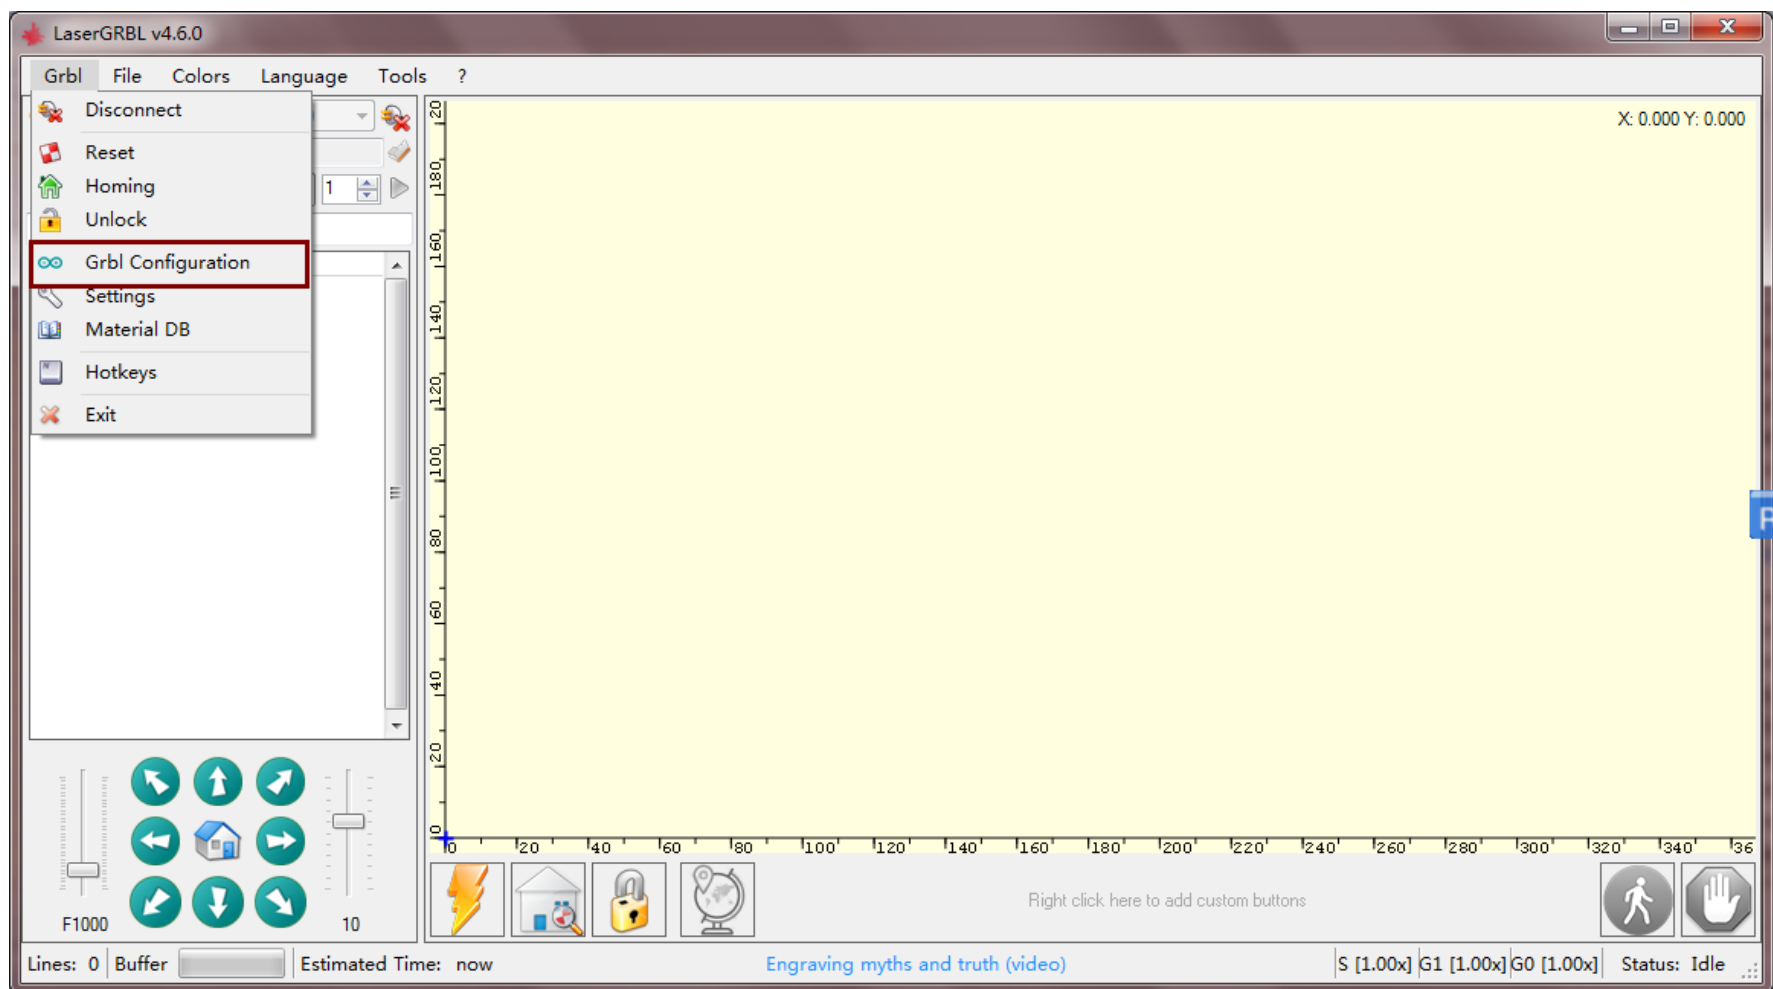 LaserGRBL v4.6.0
Grbl File Colors Language Tools ?
Disconnect
Reset
Homing
Unlock
Grbl Configuration
Settings
Material DB
Hotkeys
Exit
1
X: 0.000 Y: 0.000
20
180
160
140
120
100
80
60
40
20
0
0 20 40 60 80 100 120 140 160 180 200 220 240 260 280 300 320 340 36
F1000
10
Right click here to add custom buttons
Lines: 0 Buffer Estimated Time: now Engraving myths and truth (video) S [1.00x] G1 [1.00x] G0 [1.00x] Status: Idle